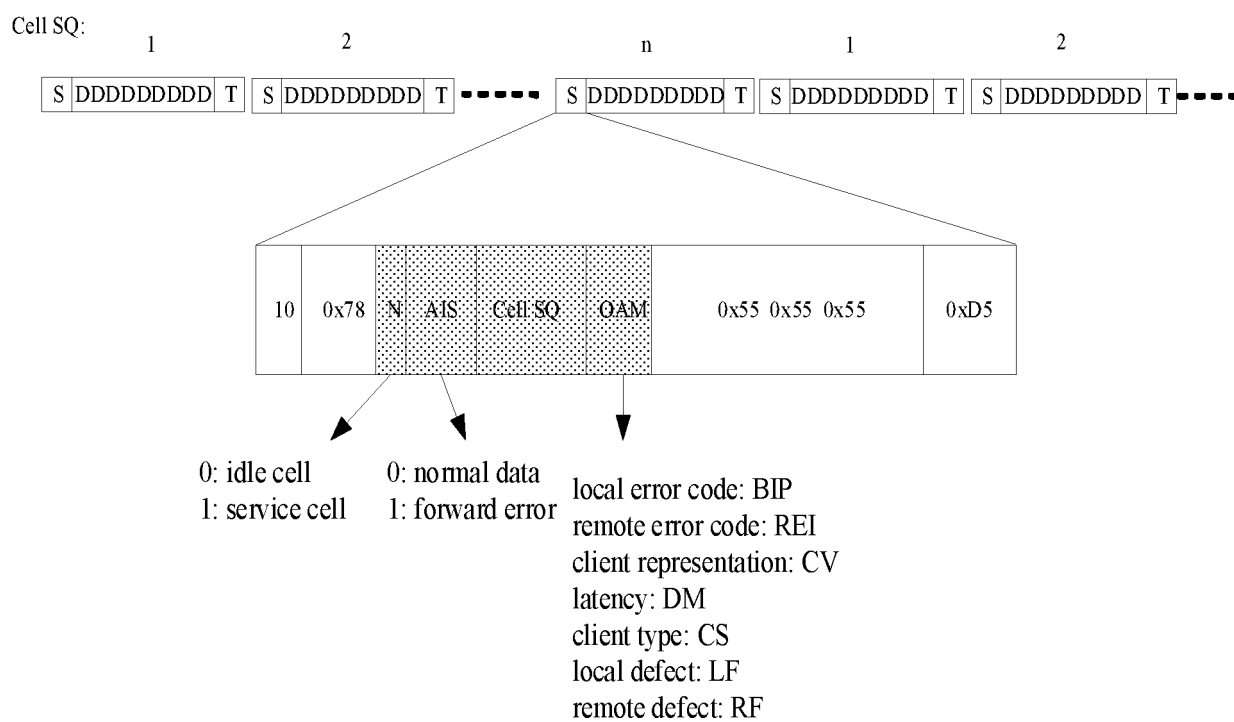 Cell SQ:
1 2 n 1 2
S DDDDDDDDD T S DDDDDDDDD T S DDDDDDDDD T S DDDDDDDDD T S DDDDDDDDD T
10 0x78 N AIS Cell SQ OAM 0x55 0x55 0x55 0xD5
0: idle cell
1: service cell
0: normal data
1: forward error
local error code: BIP
remote error code: REI
client representation: CV
latency: DM
client type: CS
local defect: LF
remote defect: RF